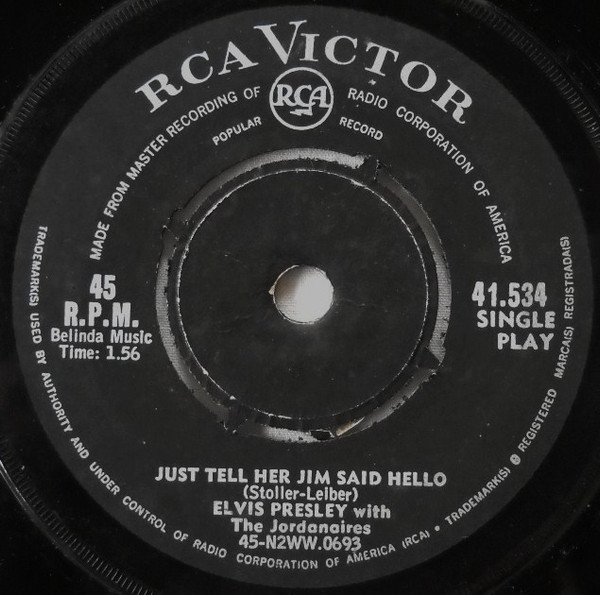 RCA VICTOR
RCA
MADE FROM MASTER RECORDING OF RADIO CORPORATION OF AMERICA
POPULAR RECORD
45
R.P.M.
Belinda Music
Time: 1.56
41.534
SINGLE
PLAY
JUST TELL HER JIM SAID HELLO
(Stoller-Leiber)
ELVIS PRESLEY with
The Jordanaires
45-N2WW.0693
TRADEMARK(S) USED BY AUTHORITY AND UNDER CONTROL OF RADIO CORPORATION OF AMERICA (RCA) • TRADEMARK(S) ® REGISTERED MARCA(S) REGISTRADA(S)